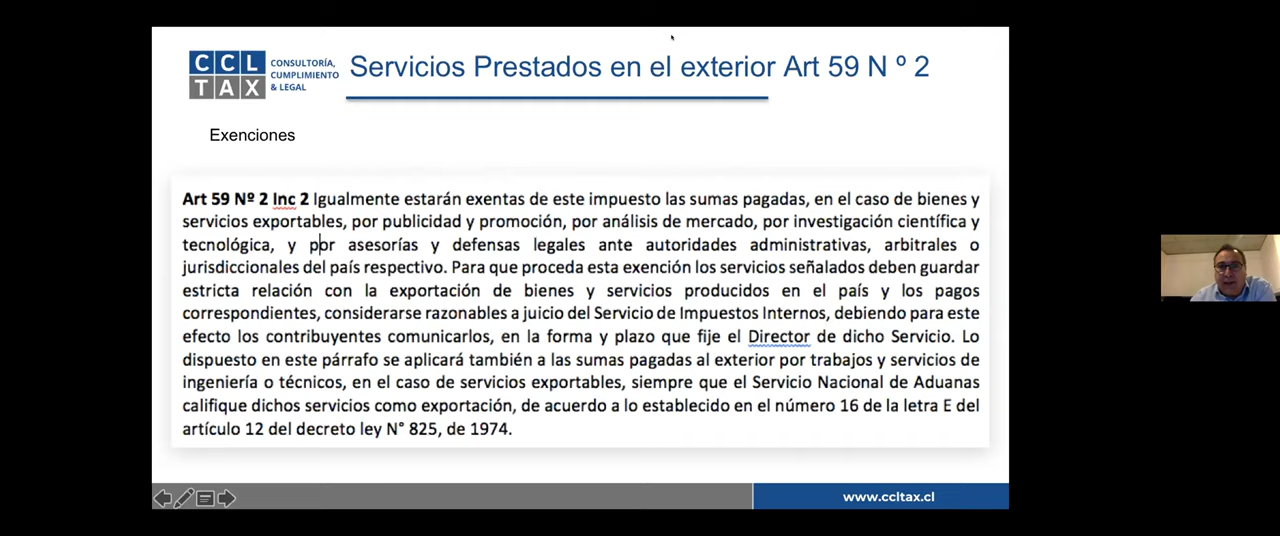 CCL
TAX
CONSULTORÍA,
CUMPLIMIENTO
& LEGAL
Servicios Prestados en el exterior Art 59 N º 2
Exenciones
Art 59 Nº 2 Inc 2 Igualmente estarán exentas de este impuesto las sumas pagadas, en el caso de bienes y
servicios exportables, por publicidad y promoción, por análisis de mercado, por investigación científica y
tecnológica, y por asesorías y defensas legales ante autoridades administrativas, arbitrales o
jurisdiccionales del país respectivo. Para que proceda esta exención los servicios señalados deben guardar
estricta relación con la exportación de bienes y servicios producidos en el país y los pagos
correspondientes, considerarse razonables a juicio del Servicio de Impuestos Internos, debiendo para este
efecto los contribuyentes comunicarlos, en la forma y plazo que fije el Director de dicho Servicio. Lo
dispuesto en este párrafo se aplicará también a las sumas pagadas al exterior por trabajos y servicios de
ingeniería o técnicos, en el caso de servicios exportables, siempre que el Servicio Nacional de Aduanas
califique dichos servicios como exportación, de acuerdo a lo establecido en el número 16 de la letra E del
artículo 12 del decreto ley N° 825, de 1974.
www.ccltax.cl